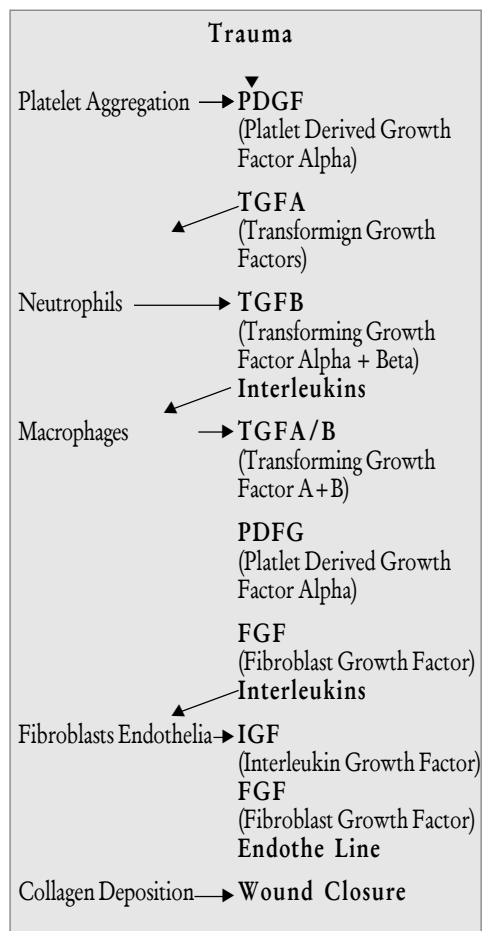 Trauma
Platelet Aggregation PDGF
(Platlet Derived Growth
Factor Alpha)
TGFA
(Transformign Growth
Factors)
Neutrophils TGFB
(Transforming Growth
Factor Alpha + Beta)
Interleukins
Macrophages TGFA/B
(Transforming Growth
Factor A+B)
PDFG
(Platlet Derived Growth
Factor Alpha)
FGF
(Fibroblast Growth Factor)
Interleukins
Fibroblasts Endothelia IGF
(Interleukin Growth Factor)
FGF
(Fibroblast Growth Factor)
Endothe Line
Collagen Deposition Wound Closure